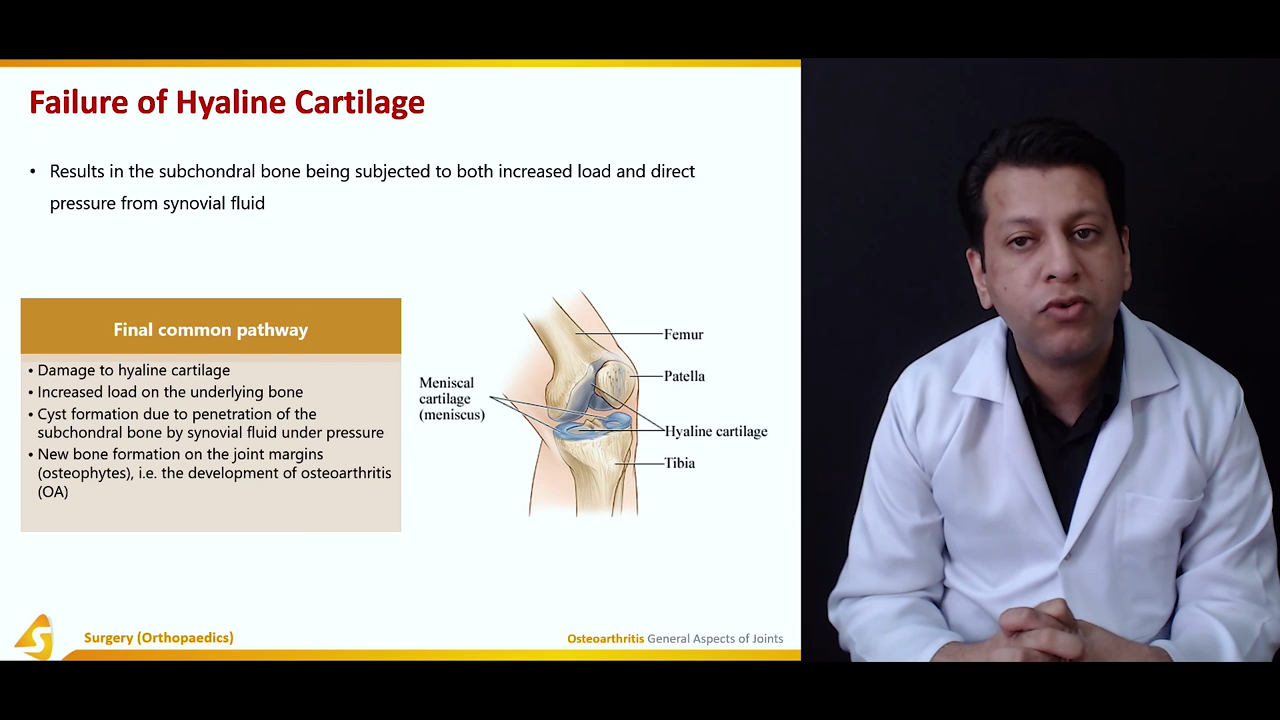 Failure of Hyaline Cartilage
• Results in the subchondral bone being subjected to both increased load and direct
pressure from synovial fluid
Final common pathway
• Damage to hyaline cartilage
• Increased load on the underlying bone
• Cyst formation due to penetration of the
subchondral bone by synovial fluid under pressure
• New bone formation on the joint margins
(osteophytes), i.e. the development of osteoarthritis
(OA)
Femur
Patella
Meniscal
cartilage
(meniscus)
Hyaline cartilage
Tibia
Surgery (Orthopaedics)
Osteoarthritis General Aspects of Joints